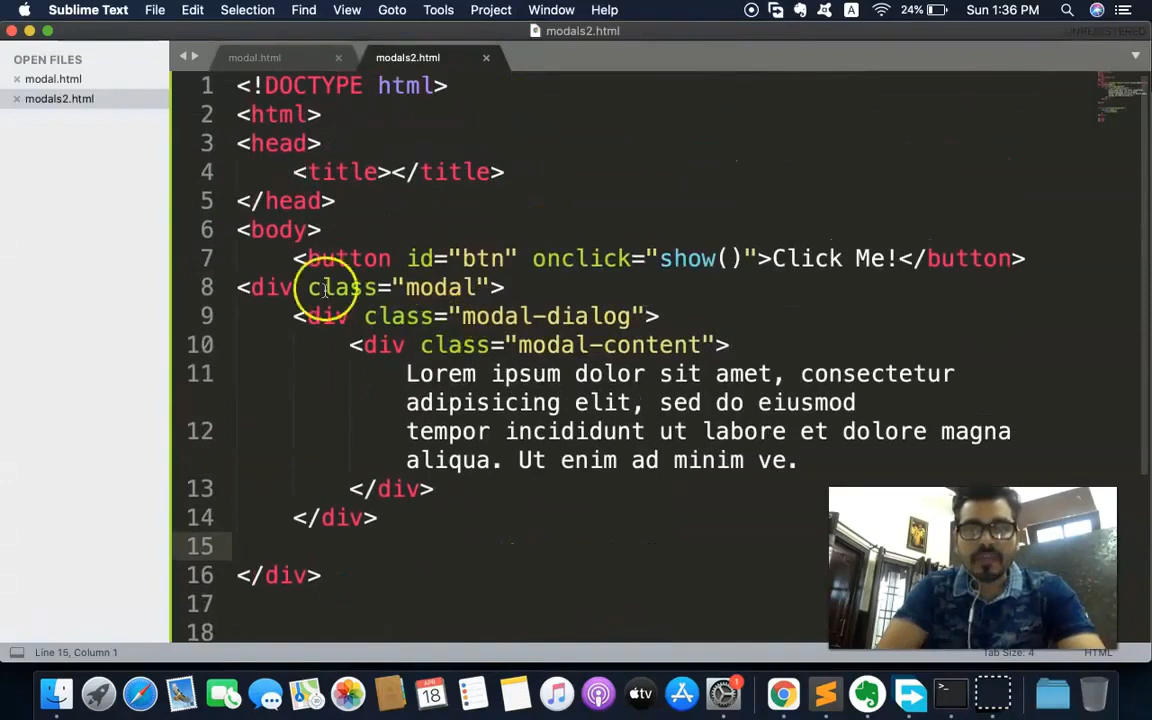 Sublime Text File Edit Selection Find View Goto Tools Project Window Help A 24% Sun 1:36 PM
modals2.html
UNREGISTERED
OPEN FILES
modal.html
modals2.html
modal.html
modals2.html
1 <!DOCTYPE html>
2 <html>
3 <head>
4 <title></title>
5 </head>
6 <body>
7 <button id="btn" onclick="show()">Click Me!</button>
8 <div class="modal">
9 <div class="modal-dialog">
10 <div class="modal-content">
11 Lorem ipsum dolor sit amet, consectetur
adipisicing elit, sed do eiusmod
12 tempor incididunt ut labore et dolore magna
aliqua. Ut enim ad minim ve.
13 </div>
14 </div>
15
16 </div>
17
18
Line 15, Column 1
Tab Size: 4
HTML
APR
18
tv
1
>_